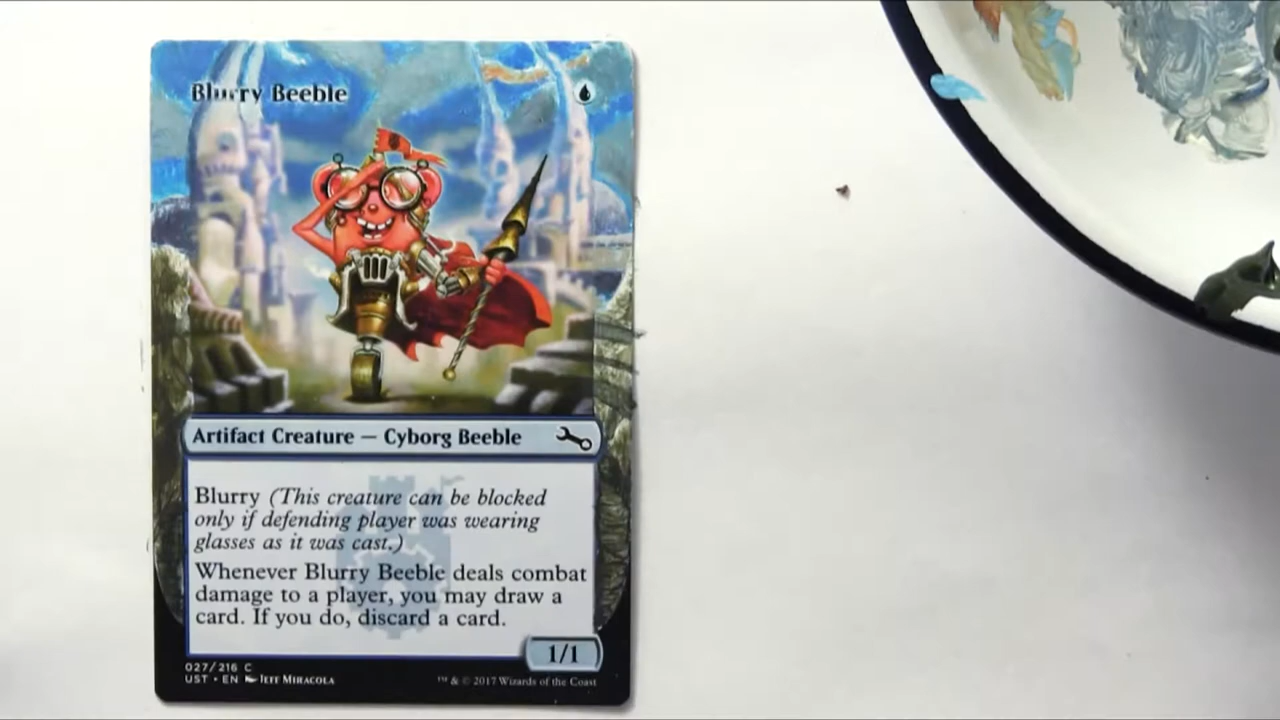 Blurry Beeble
Artifact Creature — Cyborg Beeble
Blurry (This creature can be blocked
only if defending player was wearing
glasses as it was cast.)
Whenever Blurry Beeble deals combat
damage to a player, you may draw a
card. If you do, discard a card.
1/1
027/216 C
UST • EN Jeff Miracola
™ & © 2017 Wizards of the Coast